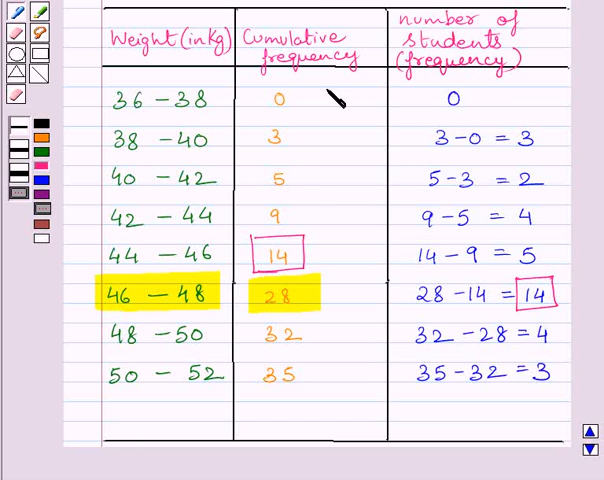 Weight (in Kg) Cumulative frequency number of students (frequency)
36 - 38 0 0
38 - 40 3 3 - 0 = 3
40 - 42 5 5 - 3 = 2
42 - 44 9 9 - 5 = 4
44 - 46 14 14 - 9 = 5
46 - 48 28 28 - 14 = 14
48 - 50 32 32 - 28 = 4
50 - 52 35 35 - 32 = 3